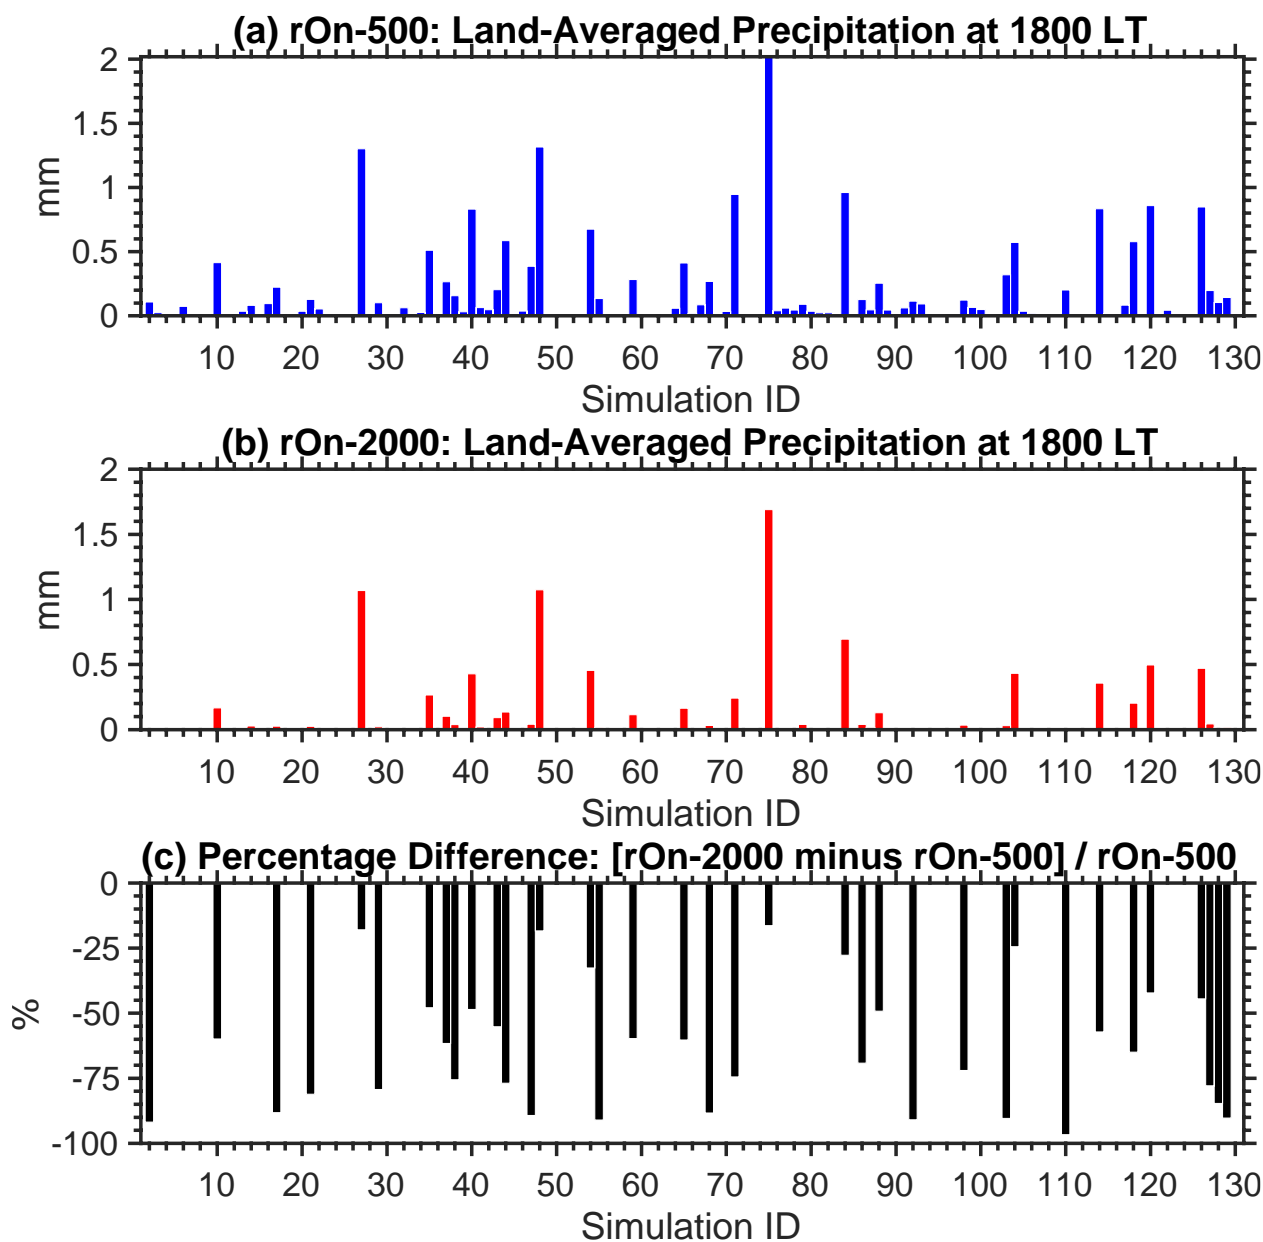 (a) rOn-500: Land-Averaged Precipitation at 1800 LT
2
1.5
1
0.5
0
mm
10 20 30 40 50 60 70 80 90 100 110 120 130
Simulation ID
(b) rOn-2000: Land-Averaged Precipitation at 1800 LT
2
1.5
1
0.5
0
mm
10 20 30 40 50 60 70 80 90 100 110 120 130
Simulation ID
(c) Percentage Difference: [rOn-2000 minus rOn-500] / rOn-500
0
-25
-50
-75
-100
%
10 20 30 40 50 60 70 80 90 100 110 120 130
Simulation ID